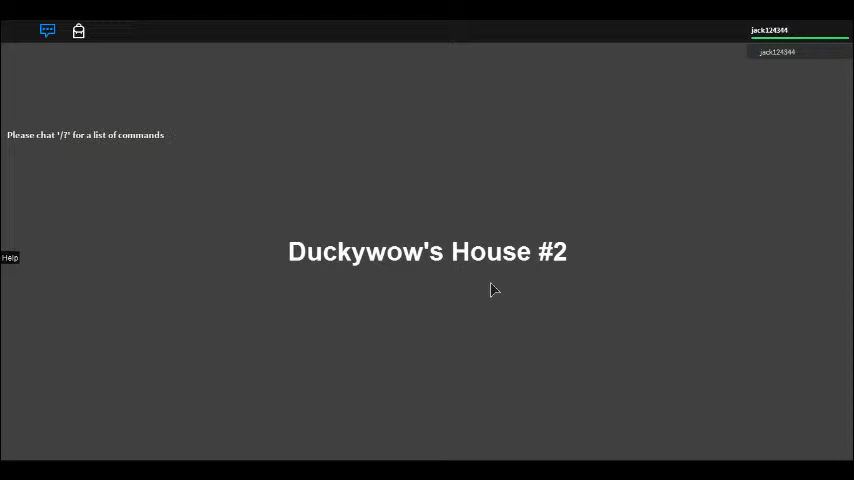 jack124344
jack124344
Please chat '/?' for a list of commands
Duckywow's House #2
Help